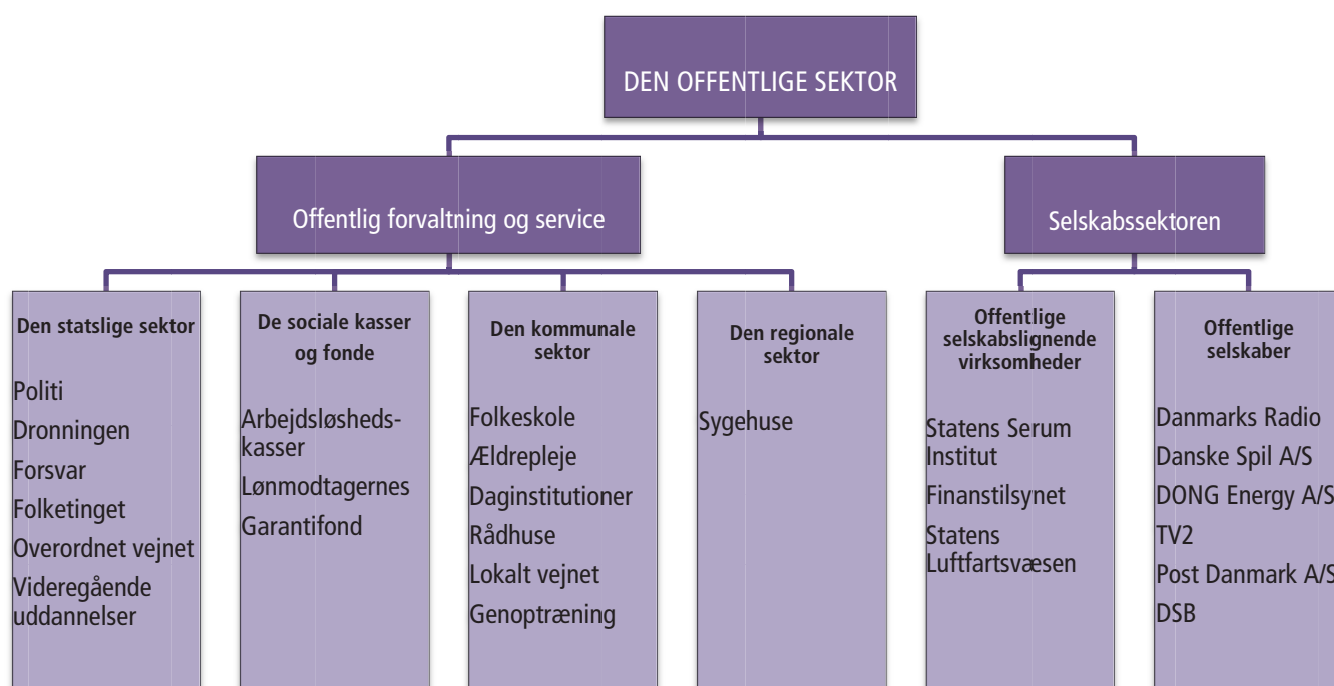 DEN OFFENTLIGE SEKTOR
Offentlig forvaltning og service
Selskabssektoren
Den statslige sektor
Politi
Dronningen
Forsvar
Folketinget
Overordnet vejnet
Videregående
uddannelser
De sociale kasser
og fonde
Arbejdsløsheds-
kasser
Lønmodtagernes
Garantifond
Den kommunale
sektor
Folkeskole
Ældrepleje
Daginstitutioner
Rådhuse
Lokalt vejnet
Genoptræning
Den regionale
sektor
Sygehuse
Offentlige
selskabslignende
virksomheder
Statens Serum
Institut
Finanstilsynet
Statens
Luftfartsvæsen
Offentlige
selskaber
Danmarks Radio
Danske Spil A/S
DONG Energy A/S
TV2
Post Danmark A/S
DSB